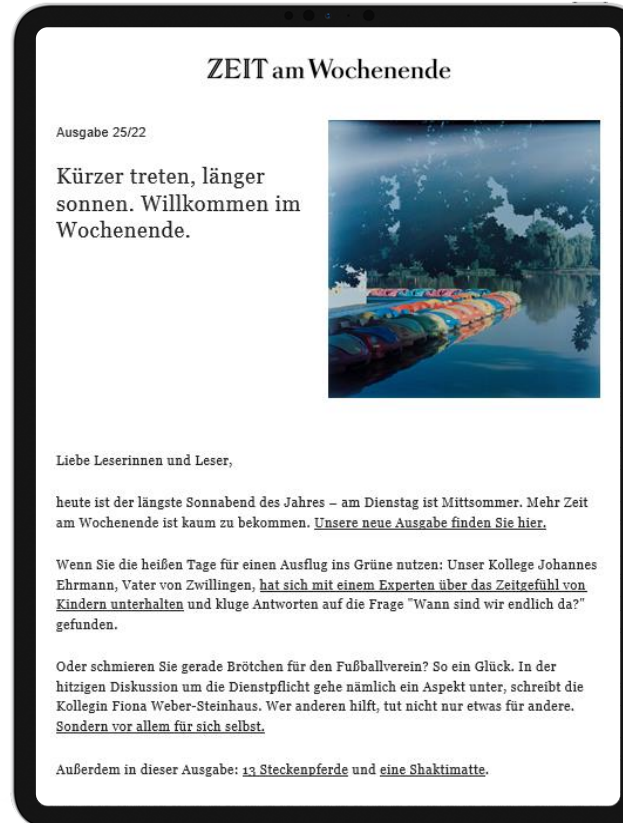 ZEIT am Wochenende
Ausgabe 25/22
Kürzer treten, länger
sonnen. Willkommen im
Wochenende.
Liebe Leserinnen und Leser,
heute ist der längste Sonnabend des Jahres – am Dienstag ist Mittsommer. Mehr Zeit
am Wochenende ist kaum zu bekommen. Unsere neue Ausgabe finden Sie hier.
Wenn Sie die heißen Tage für einen Ausflug ins Grüne nutzen: Unser Kollege Johannes
Ehrmann, Vater von Zwillingen, hat sich mit einem Experten über das Zeitgefühl von
Kindern unterhalten und kluge Antworten auf die Frage "Wann sind wir endlich da?"
gefunden.
Oder schmieren Sie gerade Brötchen für den Fußballverein? So ein Glück. In der
hitzigen Diskussion um die Dienstpflicht gehe nämlich ein Aspekt unter, schreibt die
Kollegin Fiona Weber-Steinhaus. Wer anderen hilft, tut nicht nur etwas für andere.
Sondern vor allem für sich selbst.
Außerdem in dieser Ausgabe: 13 Steckenpferde und eine Shaktimatte.